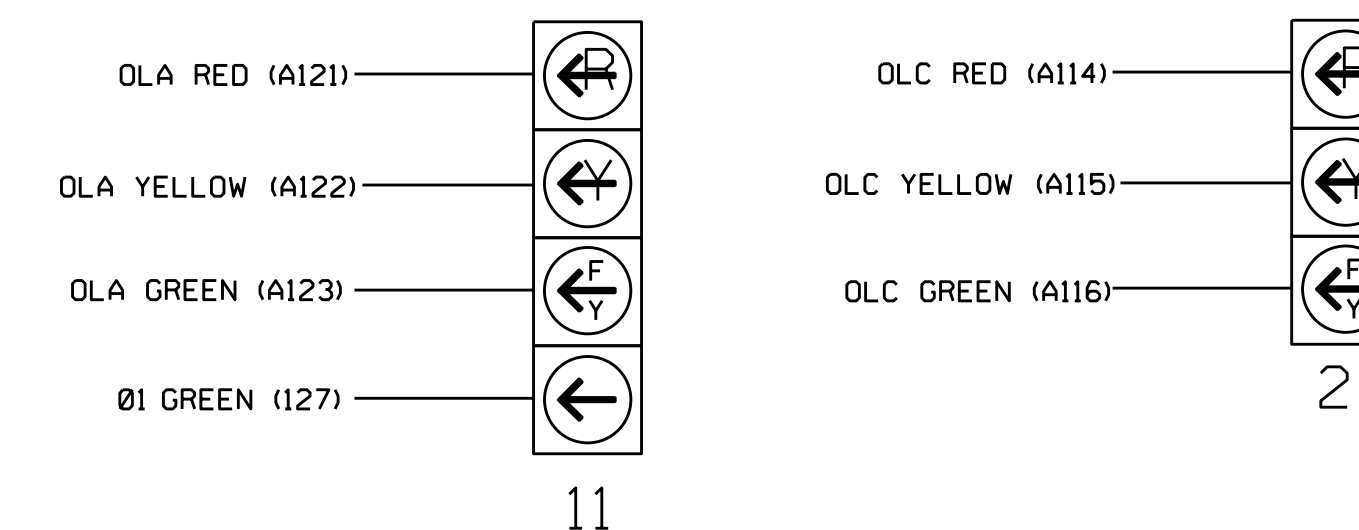 OLA RED (A121)
R
OLA YELLOW (A122)
Y
OLA GREEN (A123)
F
Y
Ø1 GREEN (127)
11
OLC RED (A114)
OLC YELLOW (A115)
Y
OLC GREEN (A116)
F
Y
2